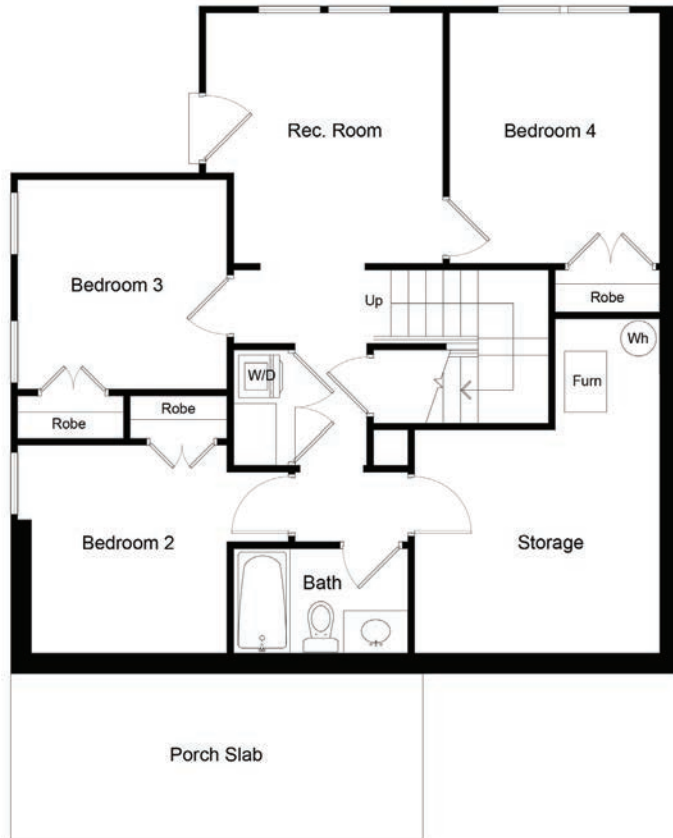 Rec. Room
Bedroom 4
Bedroom 3
Up
Robe
Wh
W/D
Furn
Robe
Robe
Bedroom 2
Storage
Bath
Porch Slab